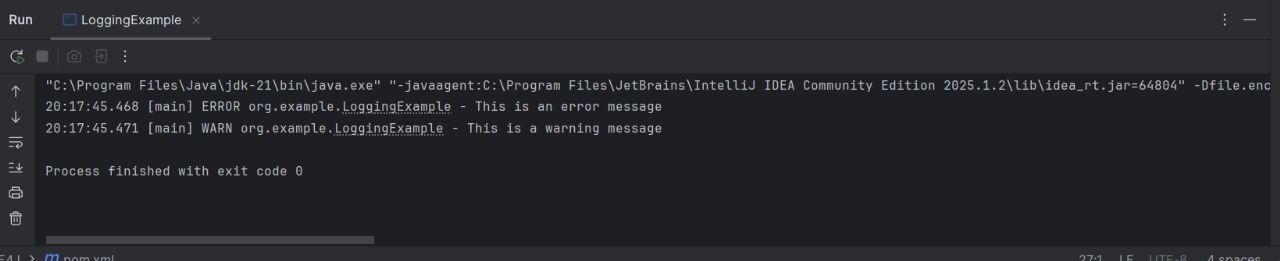 Run LoggingExample
"C:\Program Files\Java\jdk-21\bin\java.exe" "-javaagent:C:\Program Files\JetBrains\IntelliJ IDEA Community Edition 2025.1.2\lib\idea_rt.jar=64804" -Dfile.enc
20:17:45.468 [main] ERROR org.example.LoggingExample - This is an error message
20:17:45.471 [main] WARN org.example.LoggingExample - This is a warning message
Process finished with exit code 0
pom.xml 27:1 LF UTF-8 4 spaces